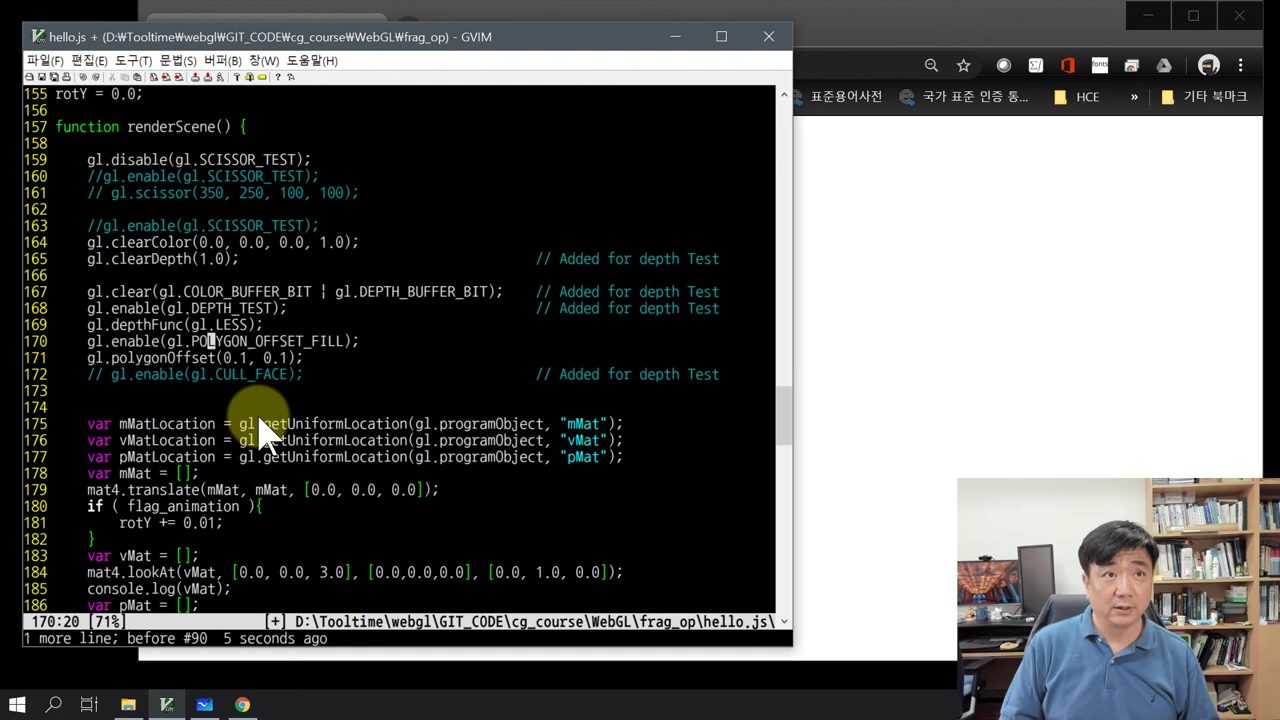 hello.js + (D:₩Tooltime₩webgl₩GIT_CODE₩cg_course₩WebGL₩frag_op) - GVIM
파일(F) 편집(E) 도구(T) 문법(S) 버퍼(B) 창(W) 도움말(H)
fonts
표준용어사전 국가 표준 인증 통... HCE » 기타 북마크
155 rotY = 0.0;
156
157 function renderScene() {
158
159 gl.disable(gl.SCISSOR_TEST);
160 //gl.enable(gl.SCISSOR_TEST);
161 // gl.scissor(350, 250, 100, 100);
162
163 //gl.enable(gl.SCISSOR_TEST);
164 gl.clearColor(0.0, 0.0, 0.0, 1.0);
165 gl.clearDepth(1.0); // Added for depth Test
166
167 gl.clear(gl.COLOR_BUFFER_BIT | gl.DEPTH_BUFFER_BIT); // Added for depth Test
168 gl.enable(gl.DEPTH_TEST); // Added for depth Test
169 gl.depthFunc(gl.LESS);
170 gl.enable(gl.POLYGON_OFFSET_FILL);
171 gl.polygonOffset(0.1, 0.1);
172 // gl.enable(gl.CULL_FACE); // Added for depth Test
173
174
175 var mMatLocation = gl.getUniformLocation(gl.programObject, "mMat");
176 var vMatLocation = gl.getUniformLocation(gl.programObject, "vMat");
177 var pMatLocation = gl.getUniformLocation(gl.programObject, "pMat");
178 var mMat = [];
179 mat4.translate(mMat, mMat, [0.0, 0.0, 0.0]);
180 if ( flag_animation ){
181 rotY += 0.01;
182 }
183 var vMat = [];
184 mat4.lookAt(vMat, [0.0, 0.0, 3.0], [0.0,0.0,0.0], [0.0, 1.0, 0.0]);
185 console.log(vMat);
186 var pMat = [];
170:20 [71%] [+] D:₩Tooltime₩webgl₩GIT_CODE₩cg_course₩WebGL₩frag_op₩hello.js₩
1 more line; before #90 5 seconds ago